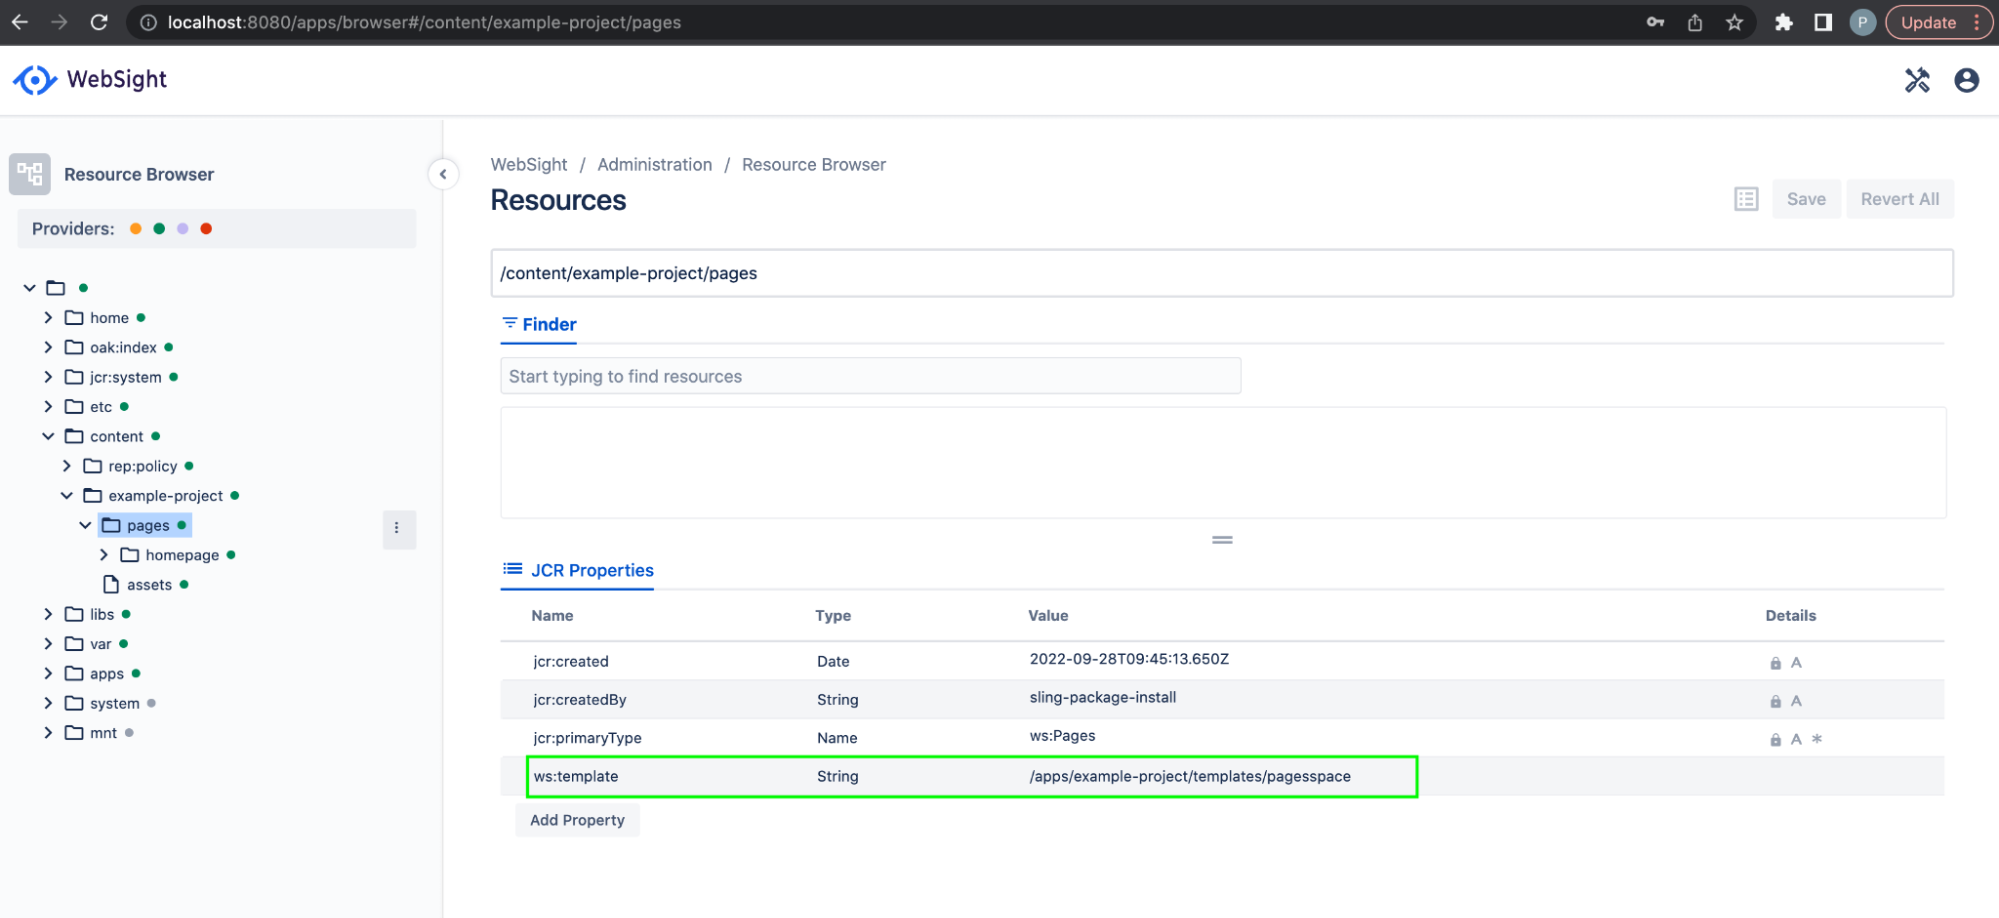 localhost:8080/apps/browser#/content/example-project/pages
P
Update
WebSight
Resource Browser
Providers:
home
oak:index
jcr:system
etc
content
rep:policy
example-project
pages
homepage
assets
libs
var
apps
system
mnt
WebSight / Administration / Resource Browser
Resources
Save
Revert All
/content/example-project/pages
Finder
Start typing to find resources
JCR Properties
Name Type Value Details
jcr:created Date 2022-09-28T09:45:13.650Z A
jcr:createdBy String sling-package-install A
jcr:primaryType Name ws:Pages A *
ws:template String /apps/example-project/templates/pagesspace
Add Property